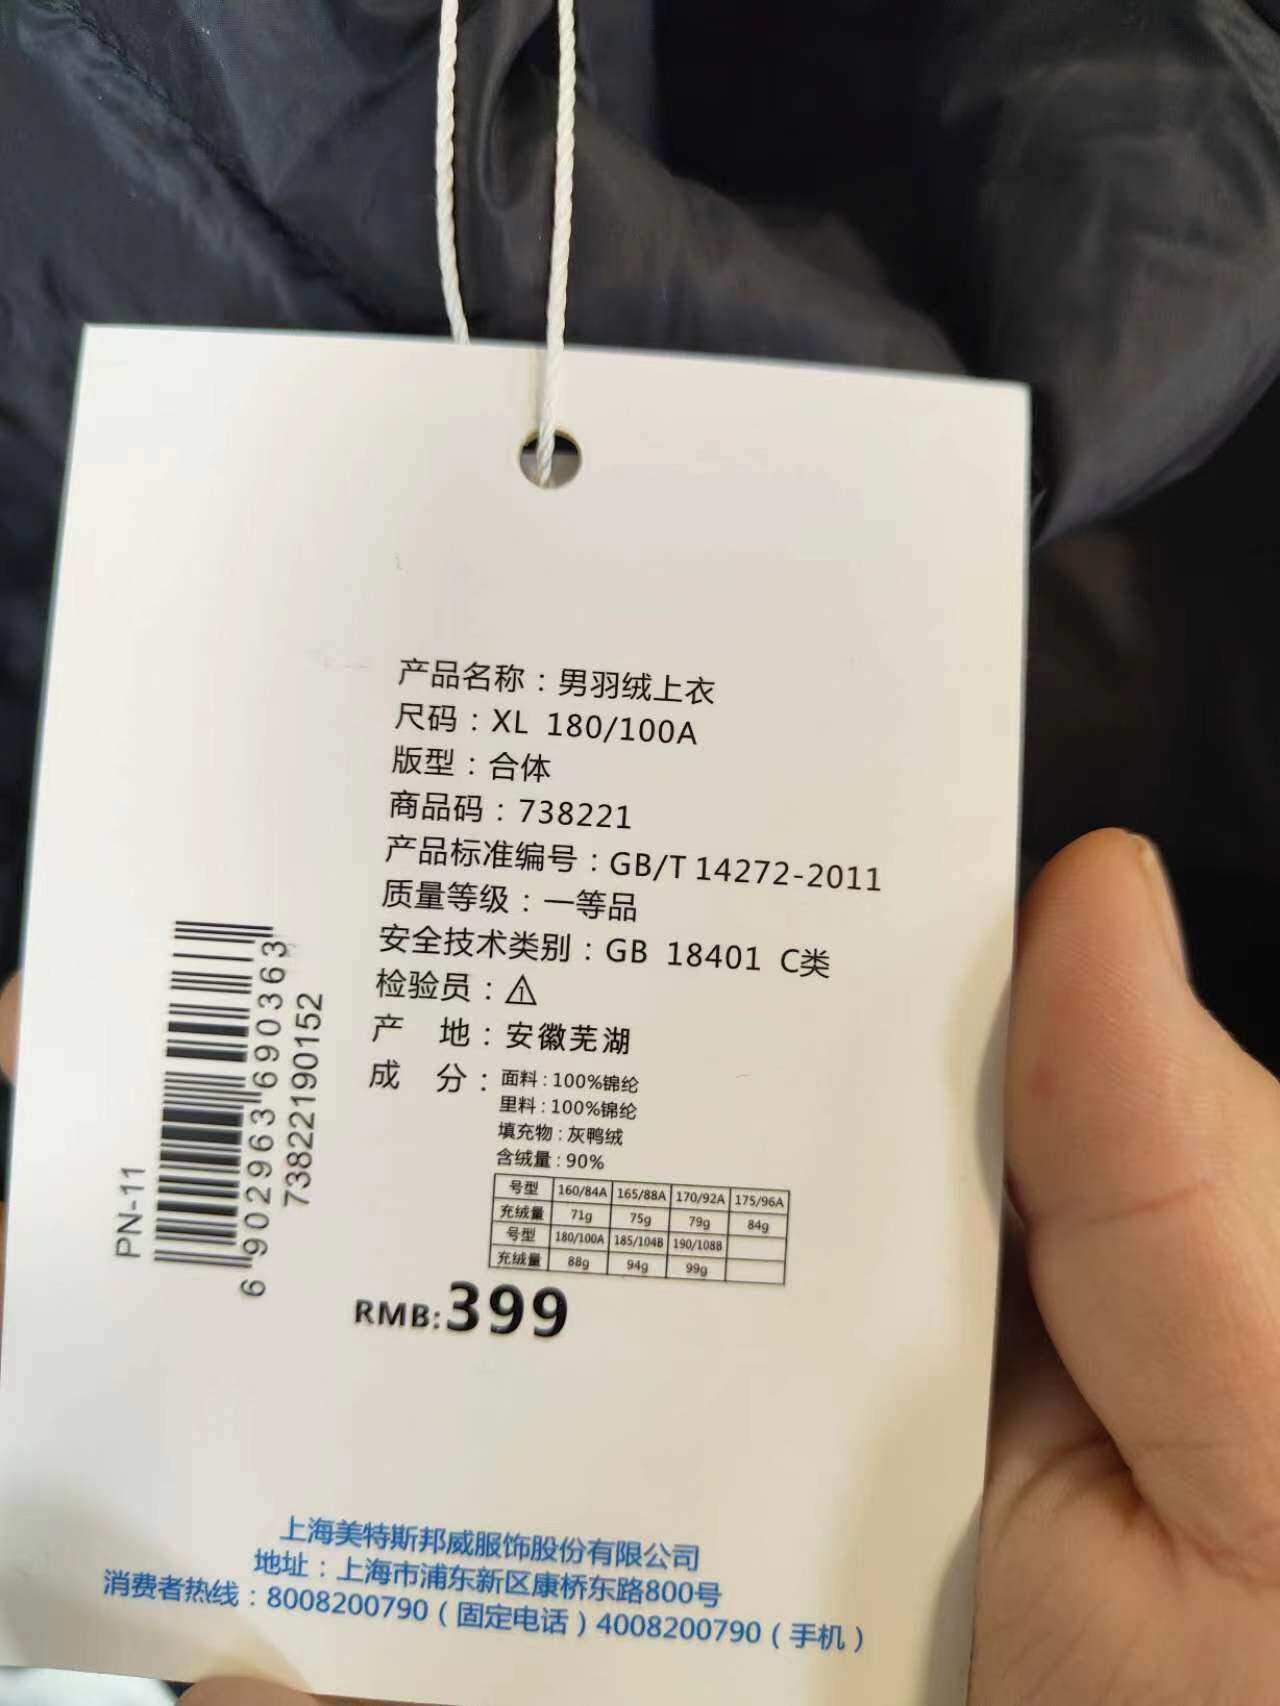 产品名称：男羽绒上衣
尺码：XL 180/100A
版型：合体
商品码：738221
产品标准编号：GB/T 14272-2011
质量等级：一等品
安全技术类别：GB 18401 C类
检验员：⚠1
产 地：安徽芜湖
成 分：面料：100%锦纶
里料：100%锦纶
填充物：灰鸭绒
含绒量：90%
号型 160/84A 165/88A 170/92A 175/96A
充绒量 71g 75g 79g 84g
号型 180/100A 185/104B 190/108B
充绒量 88g 94g 99g
RMB:399
PN-11
6902963690363
73822190152
上海美特斯邦威服饰股份有限公司
地址：上海市浦东新区康桥东路800号
消费者热线：8008200790（固定电话）4008200790（手机）